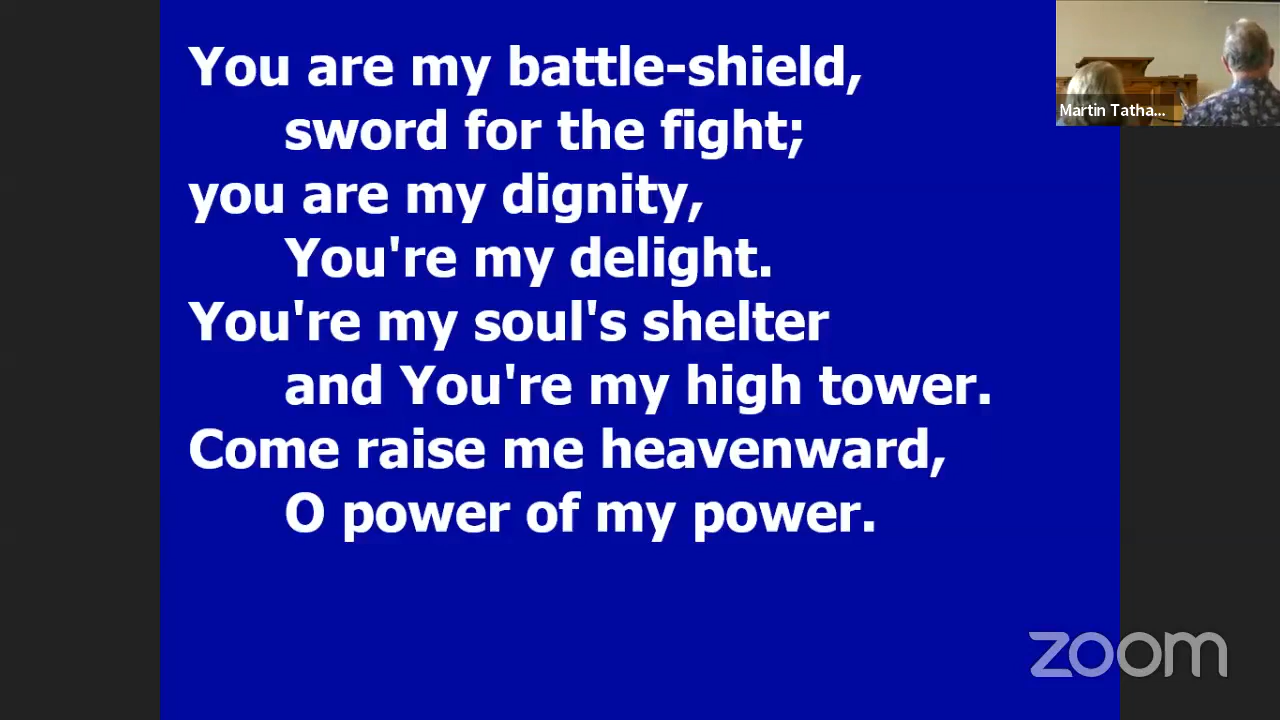 You are my battle-shield,
sword for the fight;
you are my dignity,
You're my delight.
You're my soul's shelter
and You're my high tower.
Come raise me heavenward,
O power of my power.
Martin Tatha...
zoom